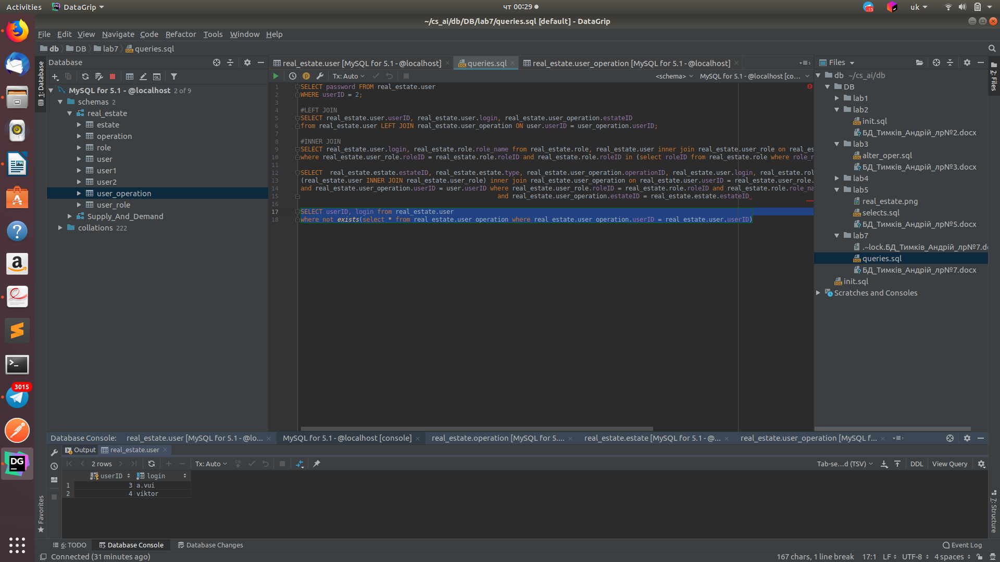 Activities DataGrip чт 00:29 15 uk
~/cs_ai/db/DB/lab7/queries.sql [default] - DataGrip
File Edit View Navigate Code Refactor Tools Window Help
db DB lab7 queries.sql
1: Database
Database
MySQL for 5.1 - @localhost 2 of 9
schemas 2
real_estate
estate
operation
role
user
user1
user2
user_operation
user_role
Supply_And_Demand
collations 222
real_estate.user [MySQL for 5.1 - @localhost] queries.sql real_estate.user_operation [MySQL for 5.1 - @localhost]
Tx: Auto <schema> MySQL for 5.1 - @localhost [co...
1 SELECT password FROM real_estate.user
2 WHERE userID = 2;
3
4 #LEFT JOIN
5 SELECT real_estate.user.userID, real_estate.user.login, real_estate.user_operation.estateID
6 from real_estate.user LEFT JOIN real_estate.user_operation ON user.userID = user_operation.userID;
7
8 #INNER JOIN
9 SELECT real_estate.user.login, real_estate.role.role_name from real_estate.role, real_estate.user inner join real_estate.user_role on real_es
10 where real_estate.user_role.roleID = real_estate.role.roleID and real_estate.role.roleID in (select roleID from real_estate.role where role_n
11
12 SELECT  real_estate.estate.estateID, real_estate.estate.type, real_estate.user_operation.operationID, real_estate.user.login, real_estate.rol
13 (real_estate.user INNER JOIN real_estate.user_role) inner join real_estate.user_operation on real_estate.user.userID = real_estate.user_role.
14 and real_estate.user_operation.userID = user.userID where real_estate.user_role.roleID = real_estate.role.roleID and real_estate.role.role_na
15 and real_estate.user_operation.estateID = real_estate.estate.estateID
16
17 SELECT userID, login from real_estate.user
18 where not exists(select * from real_estate.user_operation where real_estate.user_operation.userID = real_estate.user.userID)
Files
db ~/cs_ai/db
DB
lab1
lab2
init.sql
БД_Тимків_Андрій_лр№2.docx
lab3
alter_oper.sql
БД_Тимків_Андрій_лр№3.docx
lab4
lab5
real_estate.png
selects.sql
БД_Тимків_Андрій_лр№5.docx
lab7
.~lock.БД_Тимків_Андрій_лр№7.do
queries.sql
БД_Тимків_Андрій_лр№7.docx
init.sql
Scratches and Consoles
2: Files
3015
DG
Database Console: real_estate.user [MySQL for 5.1 - @lo... MySQL for 5.1 - @localhost [console] real_estate.operation [MySQL for 5.... real_estate.estate [MySQL for 5.1 - @... real_estate.user_operation [MySQL f...
Output real_estate.user
2 rows Tx: Auto DB Tab-se...d (TSV) DDL View Query
userID login
1 3 a.vui
2 4 viktor
Favorites
7: Structure
6: TODO Database Console Database Changes Event Log
Connected (31 minutes ago) 167 chars, 1 line break 17:1 LF UTF-8 4 spaces